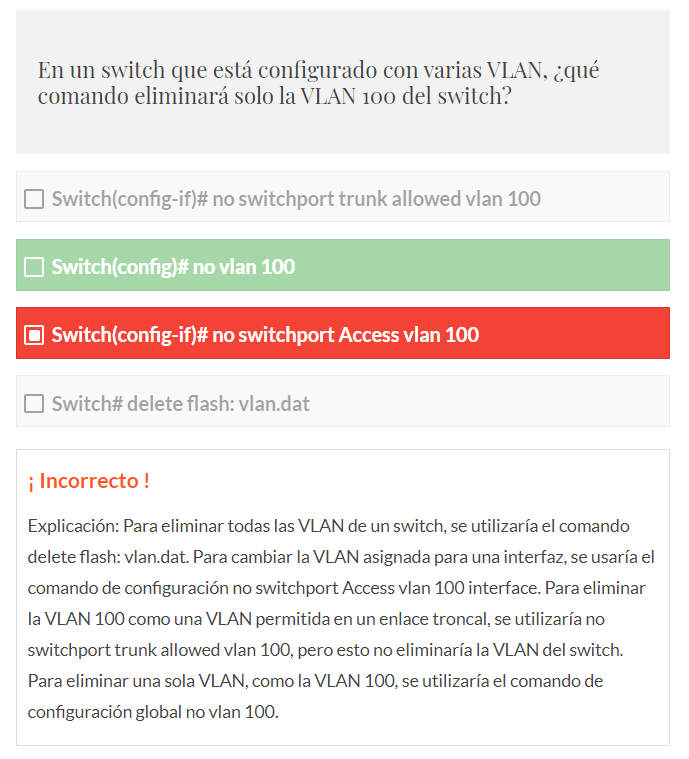 En un switch que está configurado con varias VLAN, ¿qué
comando eliminará solo la VLAN 100 del switch?
Switch(config-if)# no switchport trunk allowed vlan 100
Switch(config)# no vlan 100
Switch(config-if)# no switchport Access vlan 100
Switch# delete flash: vlan.dat
¡ Incorrecto !
Explicación: Para eliminar todas las VLAN de un switch, se utilizaría el comando
delete flash: vlan.dat. Para cambiar la VLAN asignada para una interfaz, se usaría el
comando de configuración no switchport Access vlan 100 interface. Para eliminar
la VLAN 100 como una VLAN permitida en un enlace troncal, se utilizaría no
switchport trunk allowed vlan 100, pero esto no eliminaría la VLAN del switch.
Para eliminar una sola VLAN, como la VLAN 100, se utilizaría el comando de
configuración global no vlan 100.